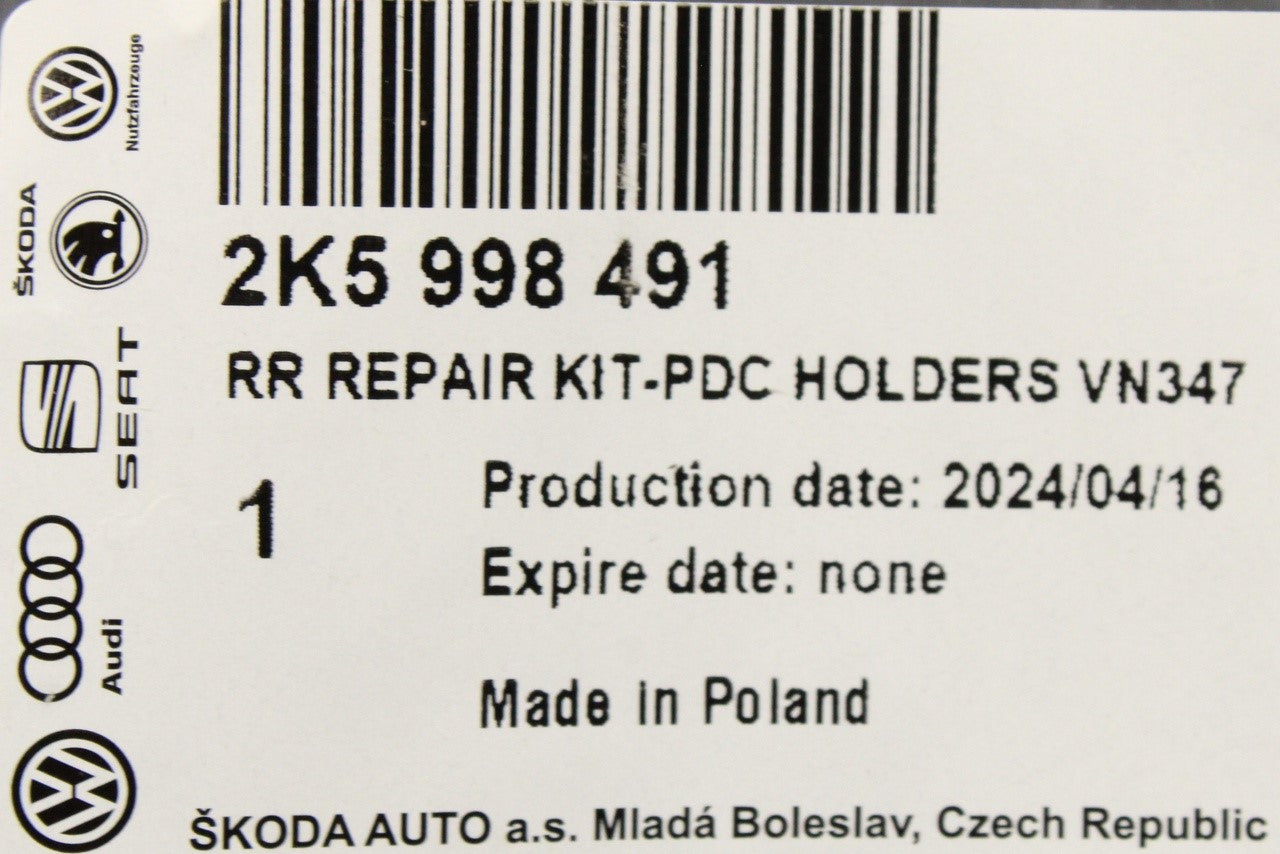 Nutzfahrzeuge
ŠKODA
SEAT
Audi
2K5 998 491
RR REPAIR KIT-PDC HOLDERS VN347
1
Production date: 2024/04/16
Expire date: none
Made in Poland
ŠKODA AUTO a.s. Mladá Boleslav, Czech Republic